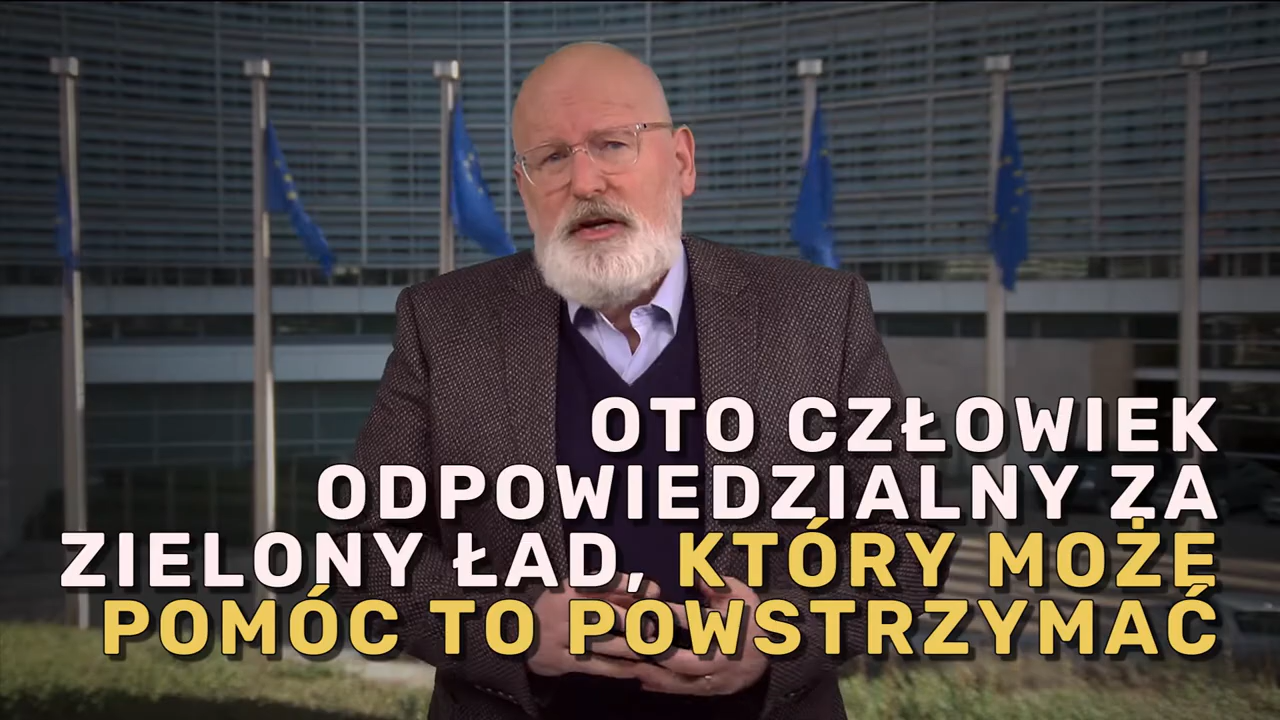 OTO CZŁOWIEK
ODPOWIEDZIALNY ZA
ZIELONY ŁAD, KTÓRY MOŻE
POMÓC TO POWSTRZYMAĆ